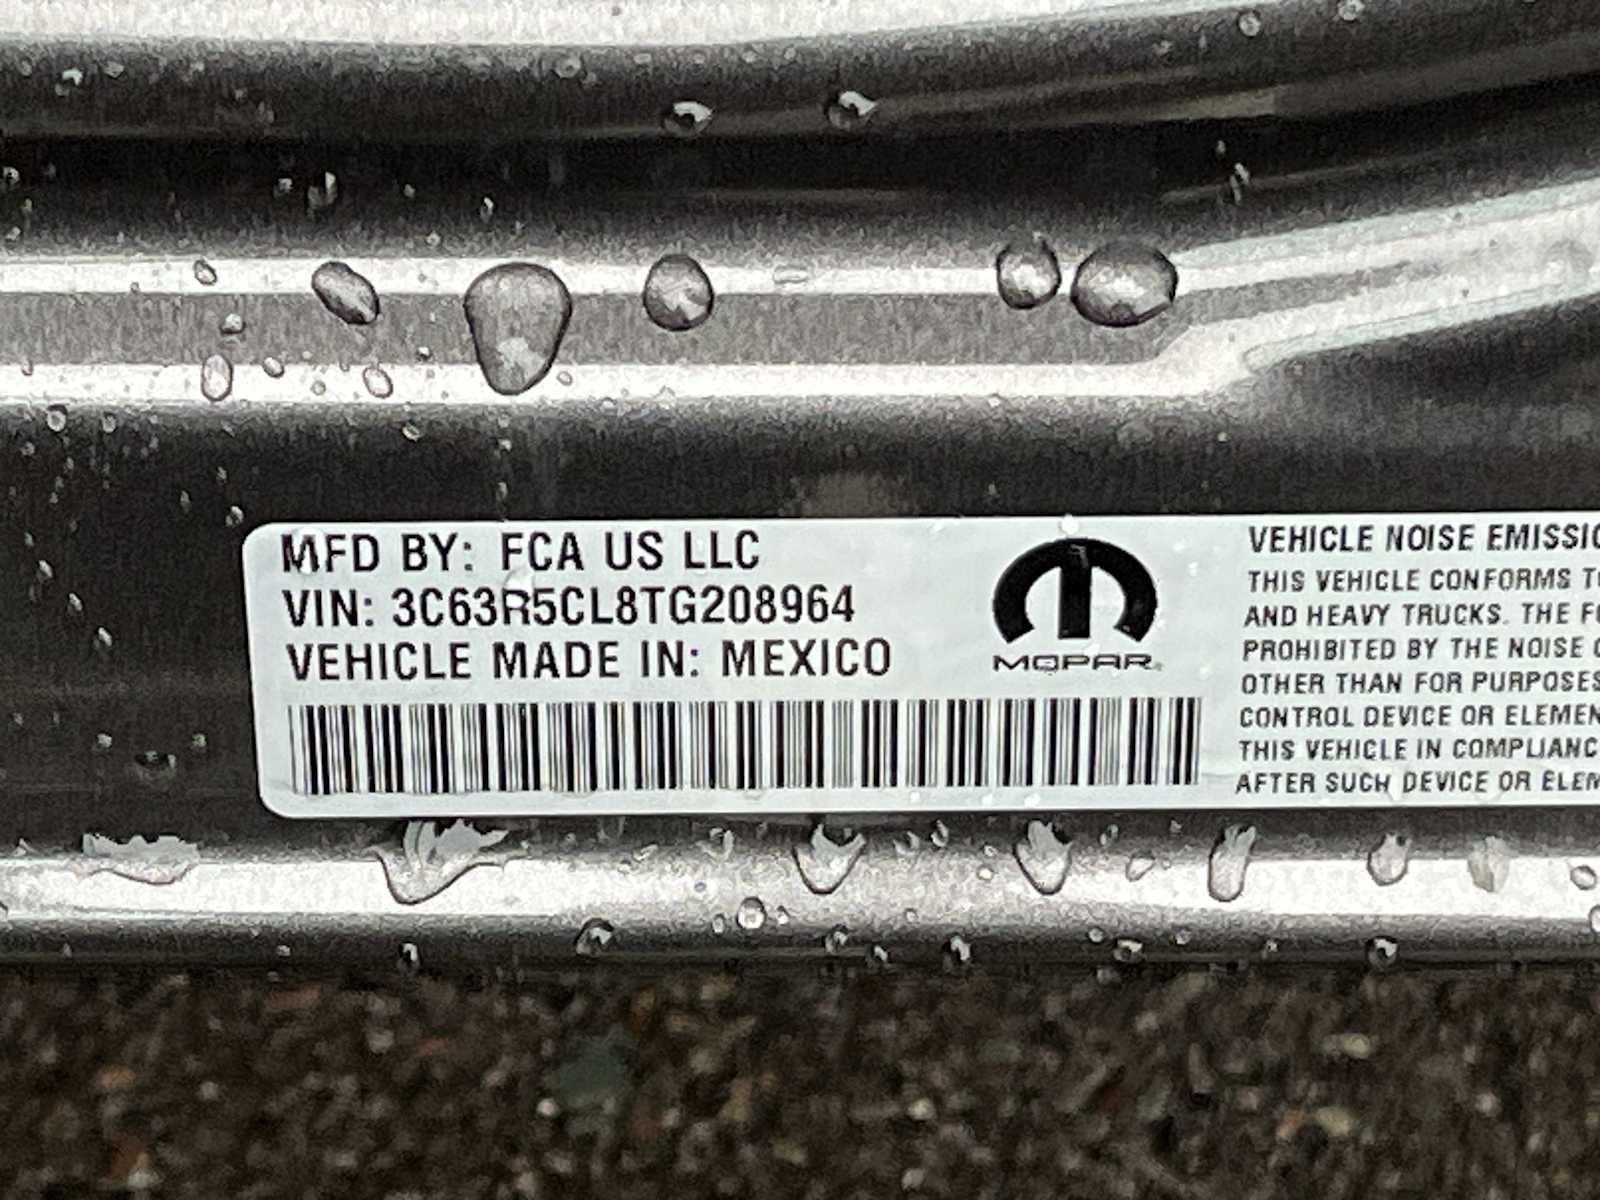 MFD BY: FCA US LLC
VIN: 3C63R5CL8TG208964
VEHICLE MADE IN: MEXICO
MOPAR®
VEHICLE NOISE
THIS VEHICLE CONFORMS
AND HEAVY TRUCKS. THE
PROHIBITED BY THE NOISE
OTHER THAN FOR PURPOSES
CONTROL DEVICE OR
THIS VEHICLE IN
AFTER SUCH DEVICE OR